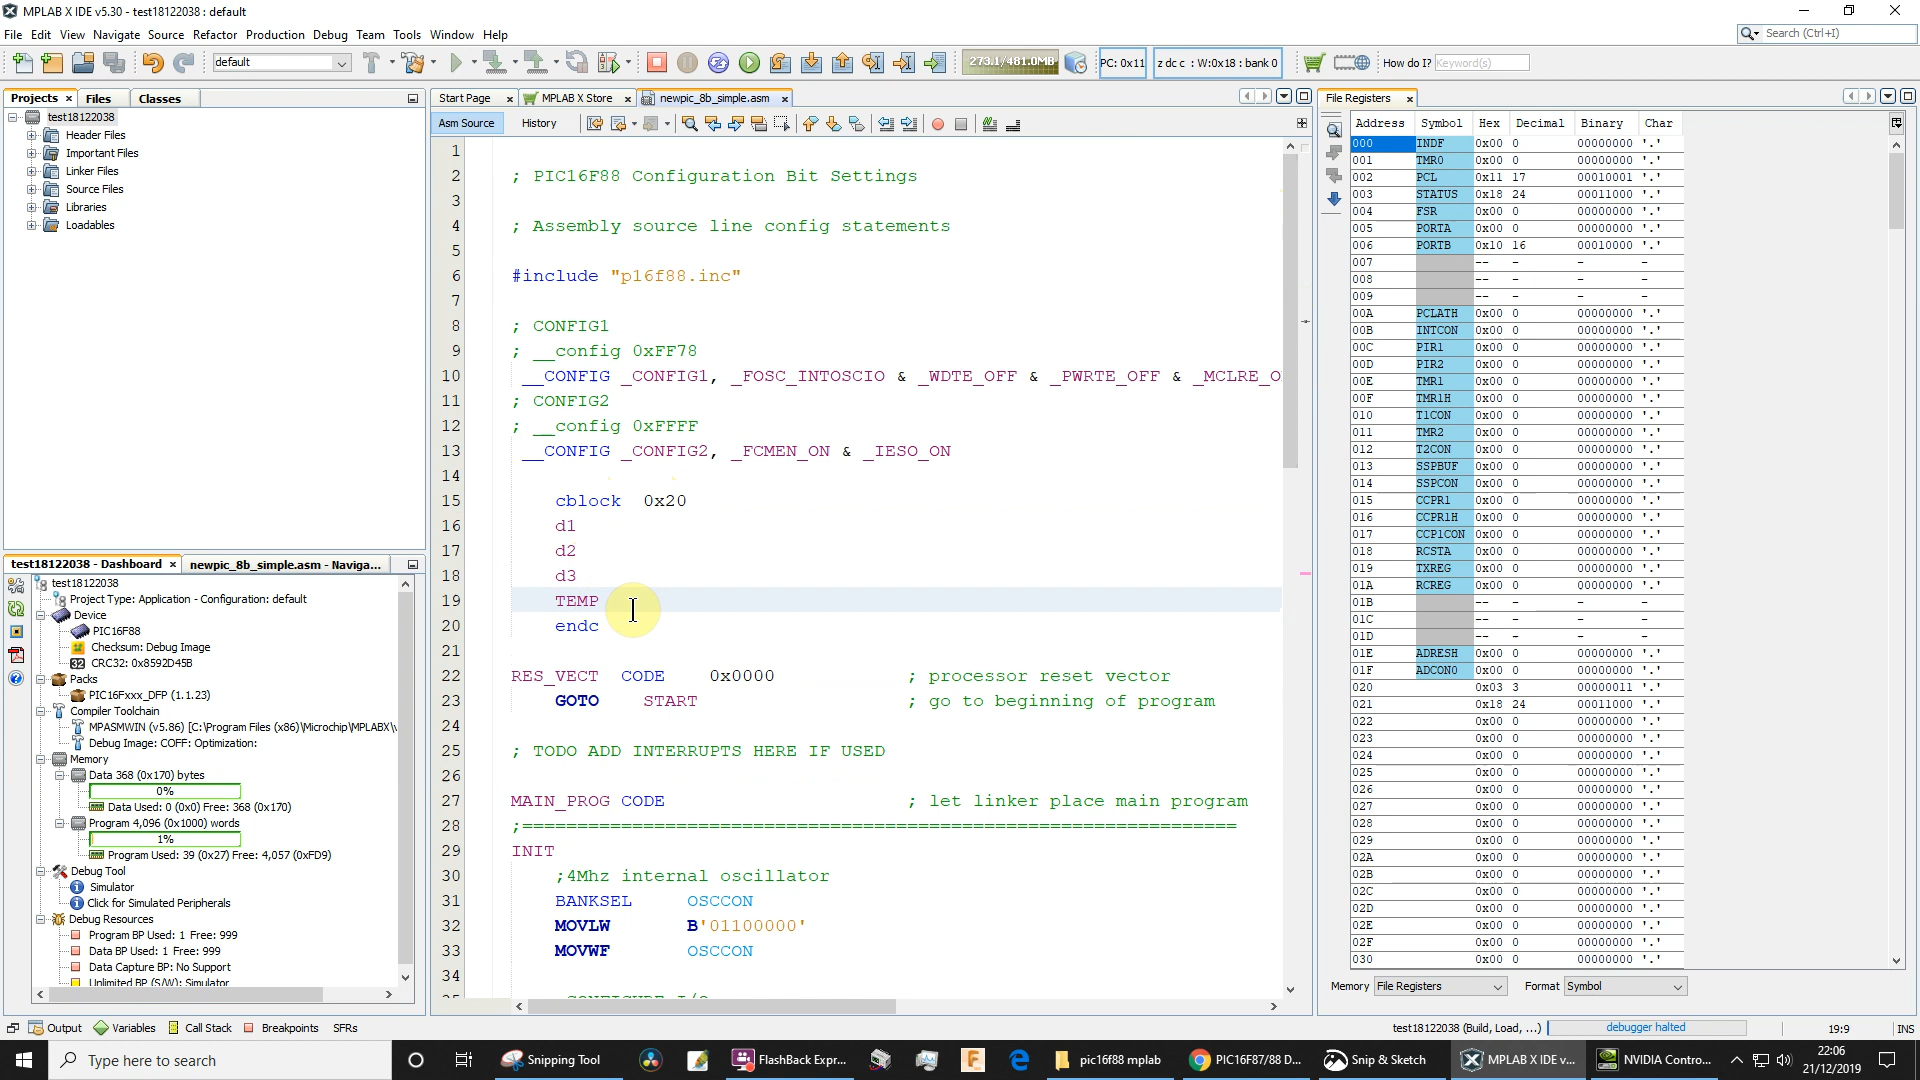 MPLAB X IDE v5.30 - test18122038 : default
File Edit View Navigate Source Refactor Production Debug Team Tools Window Help
Search (Ctrl+I)
default
273.1/481.0MB
PC: 0x11
z dc c : W:0x18 : bank 0
How do I? Keyword(s)
Projects Files Classes
test18122038
Header Files
Important Files
Linker Files
Source Files
Libraries
Loadables
test18122038 - Dashboard newpic_8b_simple.asm - Naviga...
test18122038
Project Type: Application - Configuration: default
Device
PIC16F88
Checksum: Debug Image
CRC32: 0x8592D45B
Packs
PIC16Fxxx_DFP (1.1.23)
Compiler Toolchain
MPASMWIN (v5.86) [C:\Program Files (x86)\Microchip\MPLABX\
Debug Image: COFF: Optimization:
Memory
Data 368 (0x170) bytes
0%
Data Used: 0 (0x0) Free: 368 (0x170)
Program 4,096 (0x1000) words
1%
Program Used: 39 (0x27) Free: 4,057 (0xFD9)
Debug Tool
Simulator
Click for Simulated Peripherals
Debug Resources
Program BP Used: 1 Free: 999
Data BP Used: 1 Free: 999
Data Capture BP: No Support
Unlimited BP (S/W): Simulator
Start Page MPLAB X Store newpic_8b_simple.asm
Asm Source History
1
2 ; PIC16F88 Configuration Bit Settings
3
4 ; Assembly source line config statements
5
6 #include "p16f88.inc"
7
8 ; CONFIG1
9 ; __config 0xFF78
10 __CONFIG _CONFIG1, _FOSC_INTOSCIO & _WDTE_OFF & _PWRTE_OFF & _MCLRE_O
11 ; CONFIG2
12 ; __config 0xFFFF
13 __CONFIG _CONFIG2, _FCMEN_ON & _IESO_ON
14
15 cblock 0x20
16 d1
17 d2
18 d3
19 TEMP
20 endc
21
22 RES_VECT CODE 0x0000 ; processor reset vector
23 GOTO START ; go to beginning of program
24
25 ; TODO ADD INTERRUPTS HERE IF USED
26
27 MAIN_PROG CODE ; let linker place main program
28 ;=================================================================
29 INIT
30 ;4Mhz internal oscillator
31 BANKSEL OSCCON
32 MOVLW B'01100000'
33 MOVWF OSCCON
34
File Registers
Address Symbol Hex Decimal Binary Char
000 INDF 0x00 0 00000000 '.'
001 TMR0 0x00 0 00000000 '.'
002 PCL 0x11 17 00010001 '.'
003 STATUS 0x18 24 00011000 '.'
004 FSR 0x00 0 00000000 '.'
005 PORTA 0x00 0 00000000 '.'
006 PORTB 0x10 16 00010000 '.'
007 -- - - -
008 -- - - -
009 -- - - -
00A PCLATH 0x00 0 00000000 '.'
00B INTCON 0x00 0 00000000 '.'
00C PIR1 0x00 0 00000000 '.'
00D PIR2 0x00 0 00000000 '.'
00E TMR1 0x00 0 00000000 '.'
00F TMR1H 0x00 0 00000000 '.'
010 T1CON 0x00 0 00000000 '.'
011 TMR2 0x00 0 00000000 '.'
012 T2CON 0x00 0 00000000 '.'
013 SSPBUF 0x00 0 00000000 '.'
014 SSPCON 0x00 0 00000000 '.'
015 CCPR1 0x00 0 00000000 '.'
016 CCPR1H 0x00 0 00000000 '.'
017 CCP1CON 0x00 0 00000000 '.'
018 RCSTA 0x00 0 00000000 '.'
019 TXREG 0x00 0 00000000 '.'
01A RCREG 0x00 0 00000000 '.'
01B -- - - -
01C -- - - -
01D -- - - -
01E ADRESH 0x00 0 00000000 '.'
01F ADCON0 0x00 0 00000000 '.'
020 0x03 3 00000011 '.'
021 0x18 24 00011000 '.'
022 0x00 0 00000000 '.'
023 0x00 0 00000000 '.'
024 0x00 0 00000000 '.'
025 0x00 0 00000000 '.'
026 0x00 0 00000000 '.'
027 0x00 0 00000000 '.'
028 0x00 0 00000000 '.'
029 0x00 0 00000000 '.'
02A 0x00 0 00000000 '.'
02B 0x00 0 00000000 '.'
02C 0x00 0 00000000 '.'
02D 0x00 0 00000000 '.'
02E 0x00 0 00000000 '.'
02F 0x00 0 00000000 '.'
030 0x00 0 00000000 '.'
Memory File Registers Format Symbol
Output Variables Call Stack Breakpoints SFRs
test18122038 (Build, Load, ...) debugger halted 19:9 INS
Type here to search
Snipping Tool
FlashBack Expr...
pic16f88 mplab
PIC16F87/88 D...
Snip & Sketch
MPLAB X IDE v...
NVIDIA Contro...
22:06
21/12/2019